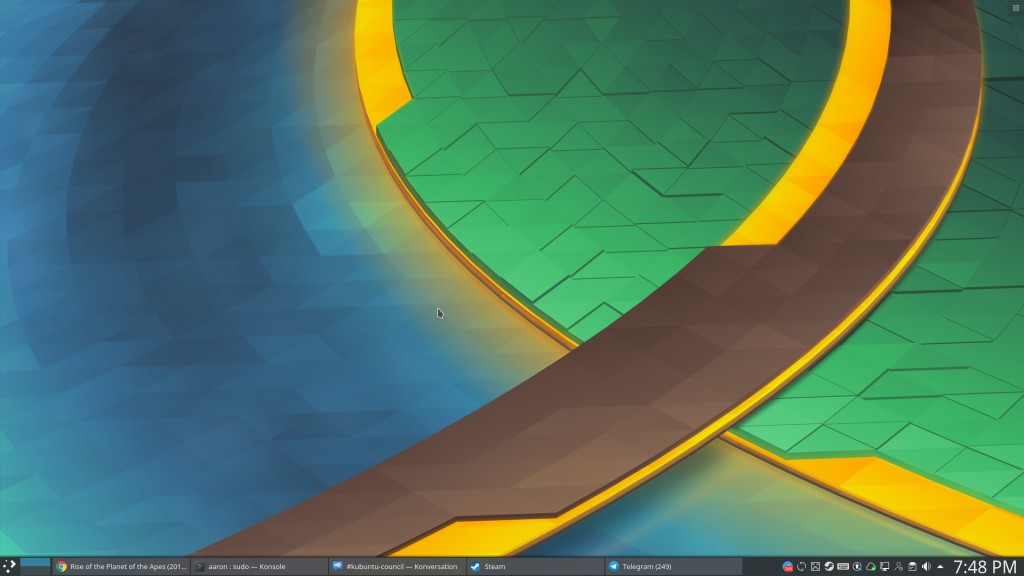 Rise of the Planet of the Apes (201...
aaron : sudo — Konsole
#kubuntu-council — Konversation
Steam
Telegram (249)
7:48 PM